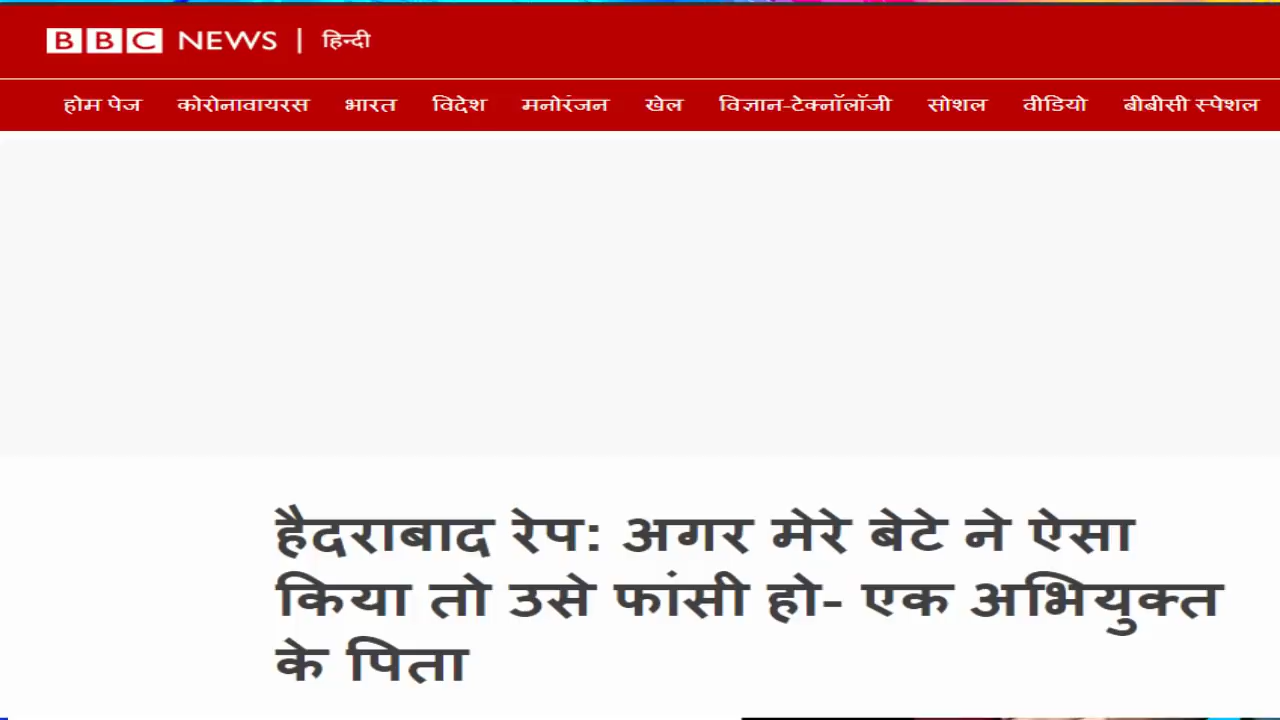 BBC NEWS | हिन्दी
होम पेज कोरोनावायरस भारत विदेश मनोरंजन खेल विज्ञान-टेक्नॉलॉजी सोशल वीडियो बीबीसी स्पेशल
हैदराबाद रेप: अगर मेरे बेटे ने ऐसा
किया तो उसे फांसी हो- एक अभियुक्त
के पिता